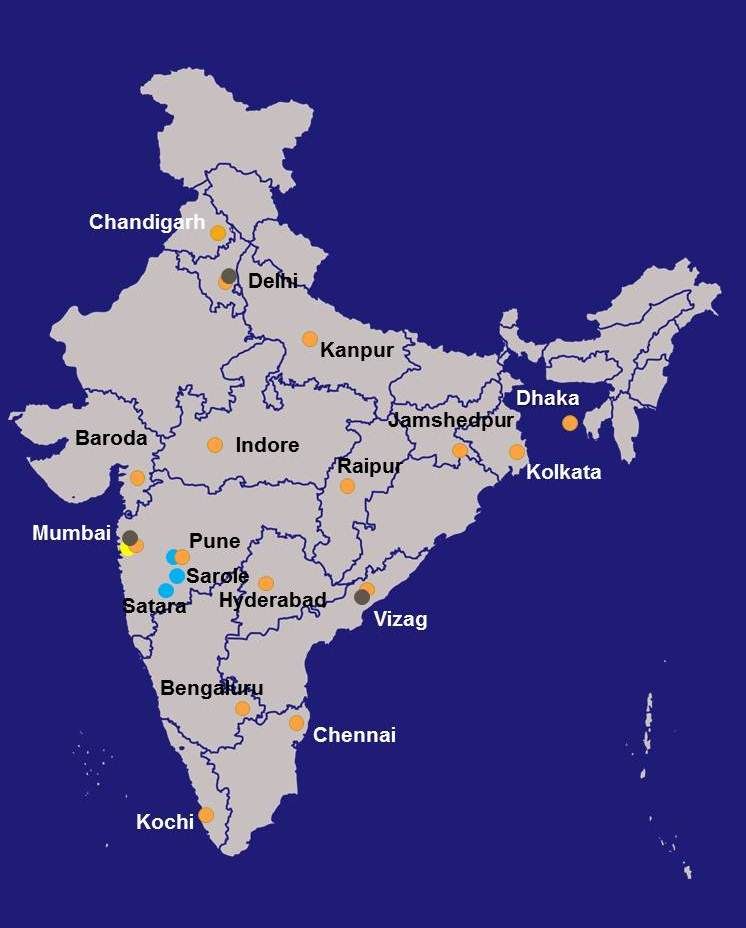 Chandigarh
Delhi
Kanpur
Dhaka
Jamshedpur
Baroda
Indore
Raipur
Kolkata
Mumbai
Pune
Sarole
Satara
Hyderabad
Vizag
Bengaluru
Chennai
Kochi